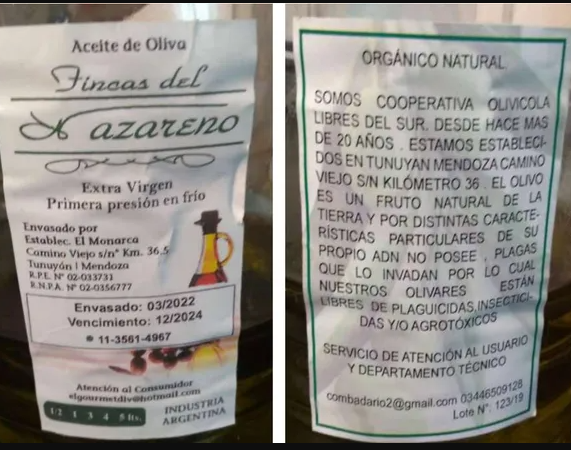 Aceite de Oliva
Fincas del
Nazareno
Extra Virgen
Primera presión en frío
Envasado por
Establec. El Monarca
Camino Viejo s/n° Km. 36,5
Tunuyán | Mendoza
R.P.E. N° 02-033731
R.N.P.A. N° 02-0356777
Envasado: 03/2022
Vencimiento: 12/2024
11-3561-4967
Atención al Consumidor
elgourmetdiv@hotmail.com
1/2 1 3 4 5 lts.
INDUSTRIA
ARGENTINA
ORGÁNICO NATURAL
SOMOS COOPERATIVA OLIVICOLA
LIBRES DEL SUR. DESDE HACE MAS
DE 20 AÑOS . ESTAMOS ESTABLECI-
DOS EN TUNUYAN MENDOZA CAMINO
VIEJO S/N KILÓMETRO 36 . EL OLIVO
ES UN FRUTO NATURAL DE LA
TIERRA Y POR DISTINTAS CARACTE-
RÍSTICAS PARTICULARES DE SU
PROPIO ADN NO POSEE . PLAGAS
QUE LO INVADAN POR LO CUAL
NUESTROS OLIVARES ESTÁN
LIBRES DE PLAGUICIDAS,INSECTICI-
DAS Y/O AGROTÓXICOS
SERVICIO DE ATENCIÓN AL USUARIO
Y DEPARTAMENTO TÉCNICO
combadario2@gmail.com 03446509128
Lote N°: 123/19